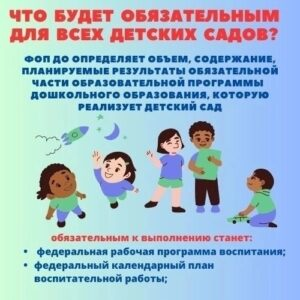 ЧТО БУДЕТ ОБЯЗАТЕЛЬНЫМ
ДЛЯ ВСЕХ ДЕТСКИХ САДОВ?
ФОП ДО ОПРЕДЕЛЯЕТ ОБЪЕМ, СОДЕРЖАНИЕ,
ПЛАНИРУЕМЫЕ РЕЗУЛЬТАТЫ ОБЯЗАТЕЛЬНОЙ
ЧАСТИ ОБРАЗОВАТЕЛЬНОЙ ПРОГРАММЫ
ДОШКОЛЬНОГО ОБРАЗОВАНИЯ, КОТОРУЮ
РЕАЛИЗУЕТ ДЕТСКИЙ САД
обязательным к выполнению станет:
• федеральная рабочая программа воспитания;
• федеральный календарный план
воспитательной работы;